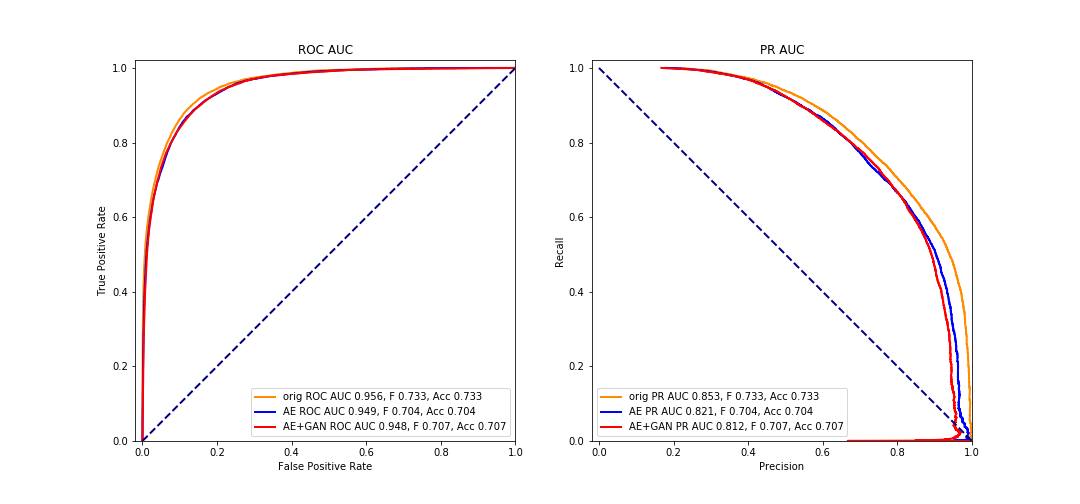 ROC AUC
True Positive Rate
1.0
0.8
0.6
0.4
0.2
0.0
0.0
0.2
0.4
0.6
0.8
1.0
False Positive Rate
orig ROC AUC 0.956, F 0.733, Acc 0.733
AE ROC AUC 0.949, F 0.704, Acc 0.704
AE+GAN ROC AUC 0.948, F 0.707, Acc 0.707
PR AUC
Recall
1.0
0.8
0.6
0.4
0.2
0.0
0.0
0.2
0.4
0.6
0.8
1.0
Precision
orig PR AUC 0.853, F 0.733, Acc 0.733
AE PR AUC 0.821, F 0.704, Acc 0.704
AE+GAN PR AUC 0.812, F 0.707, Acc 0.707